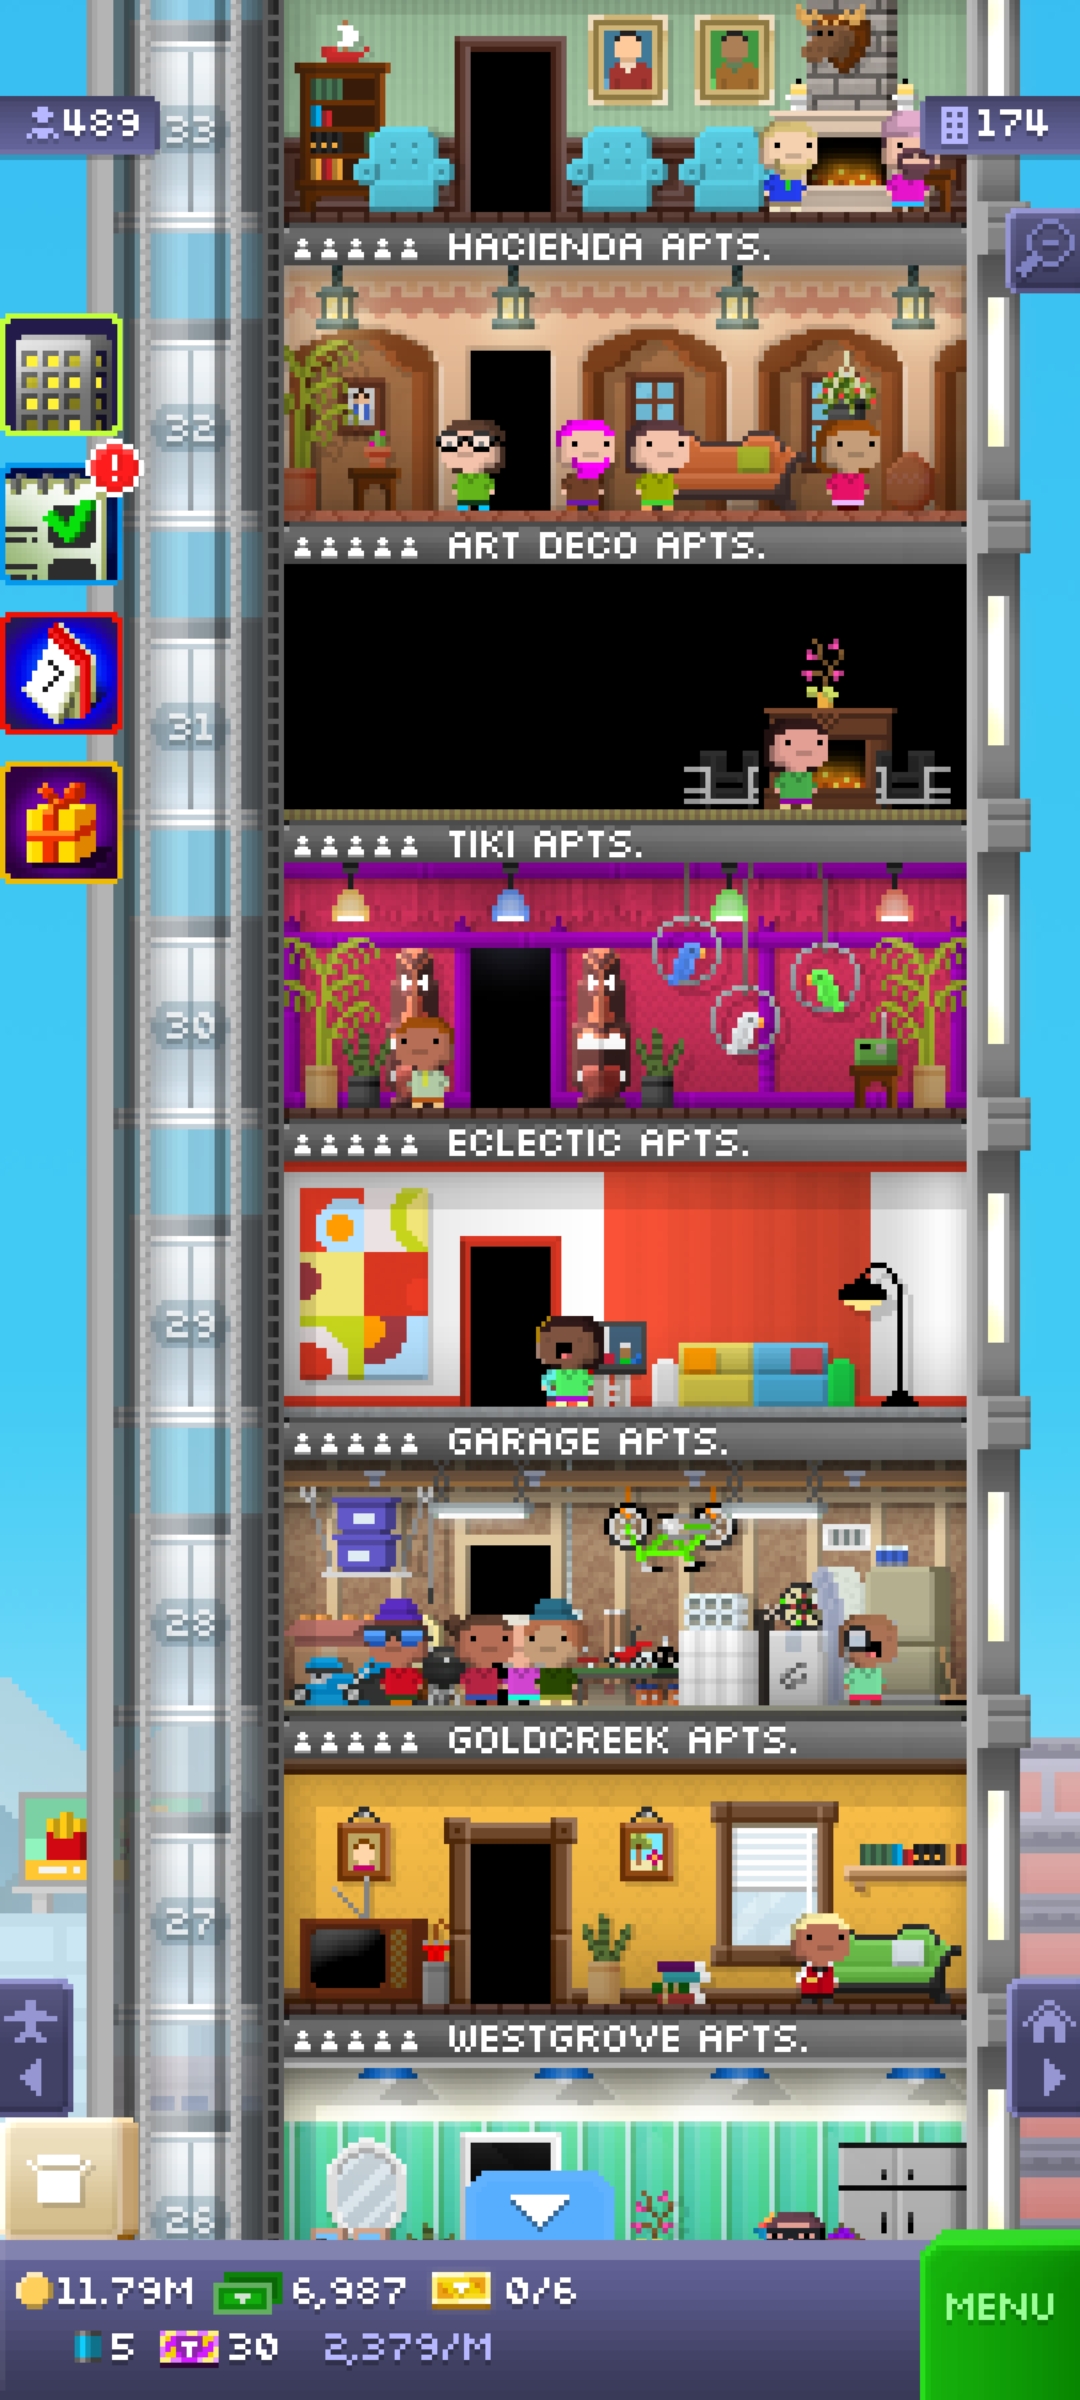 489
33
174
HACIENDA APTS.
32
ART DECO APTS.
31
TIKI APTS.
30
ECLECTIC APTS.
29
GARAGE APTS.
28
GOLDCREEK APTS.
27
WESTGROVE APTS.
26
11.79M 6,987 0/6
5 30 2,379/M
MENU